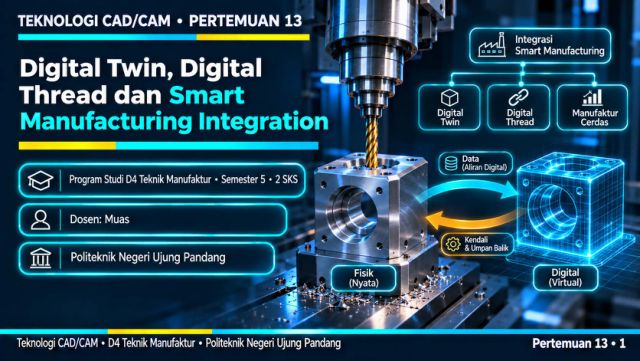 TEKNOLOGI CAD/CAM • PERTEMUAN 13
Digital Twin, Digital
Thread dan Smart
Manufacturing Integration
Program Studi D4 Teknik Manufaktur • Semester 5 • 2 SKS
Dosen: Muas
Politeknik Negeri Ujung Pandang
Integrasi
Smart Manufacturing
Digital
Twin
Digital
Thread
Manufaktur
Cerdas
Data
(Aliran Digital)
Kendali
& Umpan Balik
Fisik
(Nyata)
Digital
(Virtual)
Teknologi CAD/CAM • D4 Teknik Manufaktur • Politeknik Negeri Ujung Pandang
Pertemuan 13 • 1